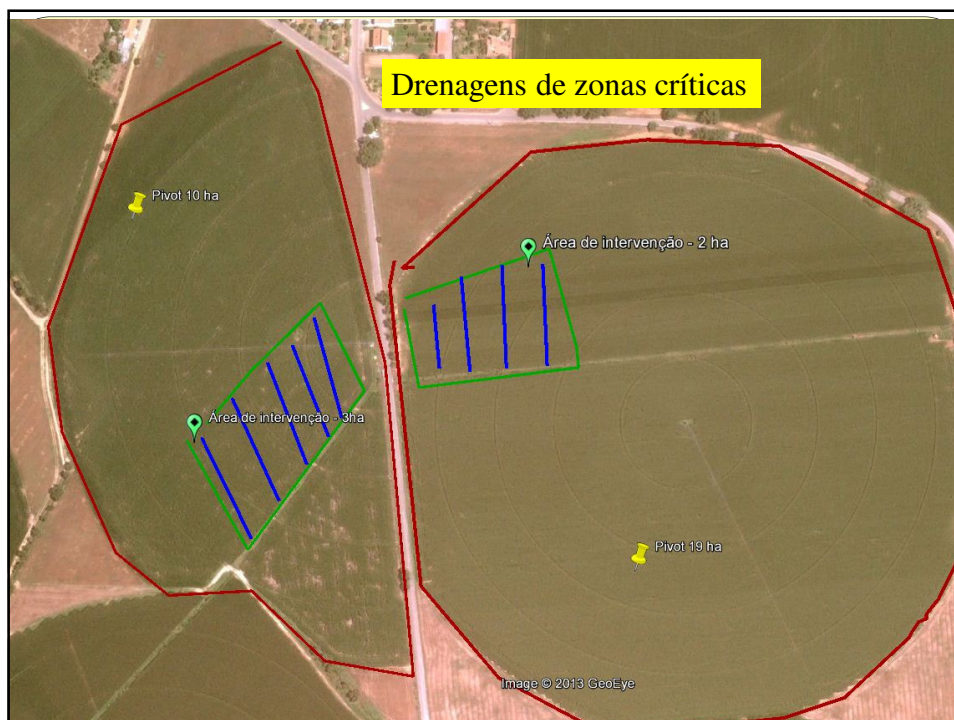 Drenagens de zonas críticas
Pivot 10 ha
Área de intervenção - 2 ha
Área de intervenção - 3ha
Pivot 19 ha
Image © 2013 GeoEye